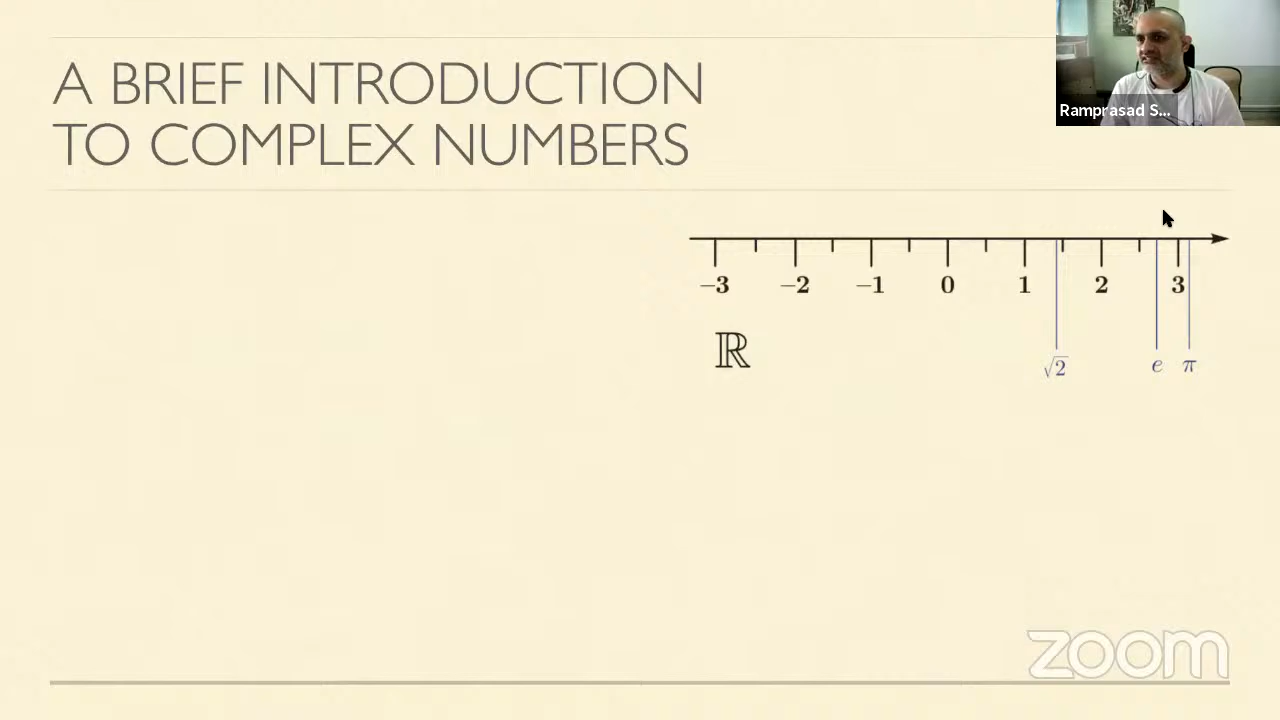 A BRIEF INTRODUCTION
TO COMPLEX NUMBERS
Ramprasad S...
–3 –2 –1 0 1 2 3
ℝ
√2 e π
zoom